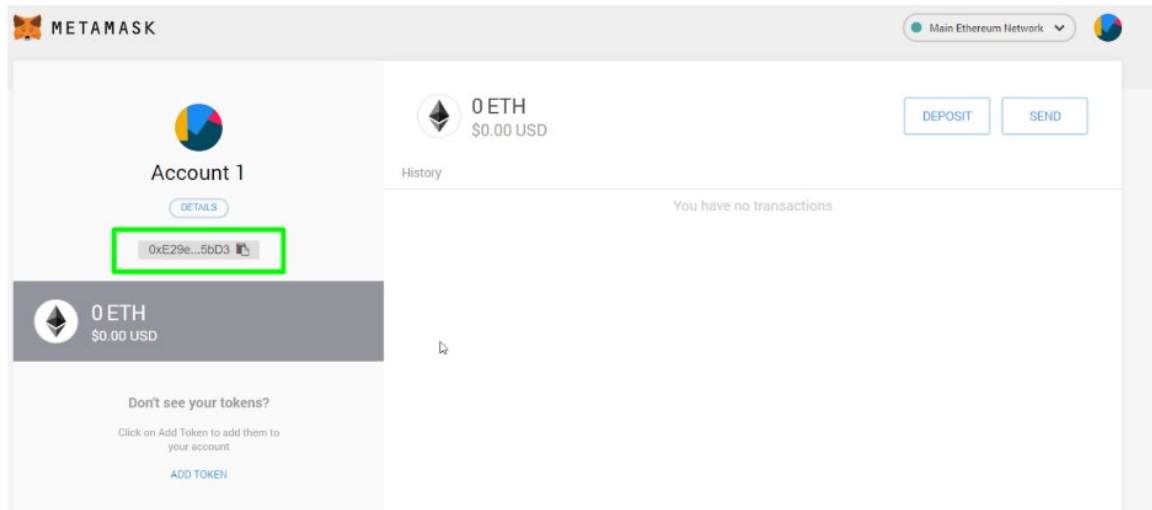 METAMASK
Main Ethereum Network
Account 1
DETAILS
0xE29e...5bD3
0 ETH
$0.00 USD
Don't see your tokens?
Click on Add Token to add them to
your account
ADD TOKEN
0 ETH
$0.00 USD
DEPOSIT
SEND
History
You have no transactions